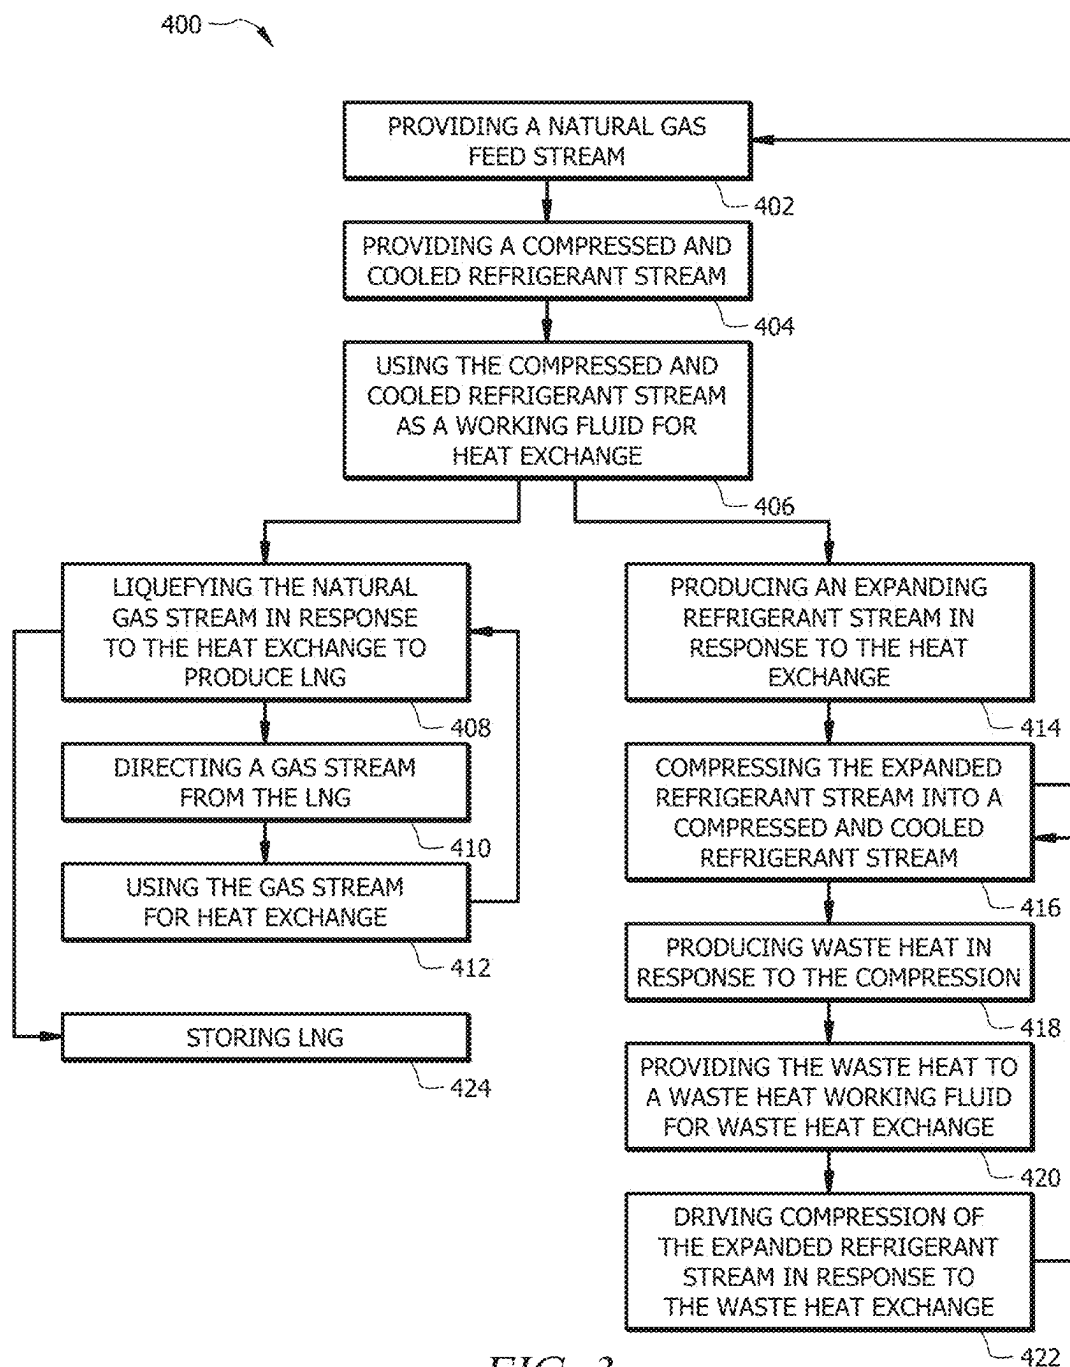 400
PROVIDING A NATURAL GAS
FEED STREAM
402
PROVIDING A COMPRESSED AND
COOLED REFRIGERANT STREAM
404
USING THE COMPRESSED AND
COOLED REFRIGERANT STREAM
AS A WORKING FLUID FOR
HEAT EXCHANGE
406
LIQUEFYING THE NATURAL
GAS STREAM IN RESPONSE
TO THE HEAT EXCHANGE TO
PRODUCE LNG
408
DIRECTING A GAS STREAM
FROM THE LNG
410
USING THE GAS STREAM
FOR HEAT EXCHANGE
412
STORING LNG
424
PRODUCING AN EXPANDING
REFRIGERANT STREAM IN
RESPONSE TO THE HEAT
EXCHANGE
414
COMPRESSING THE EXPANDED
REFRIGERANT STREAM INTO A
COMPRESSED AND COOLED
REFRIGERANT STREAM
416
PRODUCING WASTE HEAT IN
RESPONSE TO THE COMPRESSION
418
PROVIDING THE WASTE HEAT TO
A WASTE HEAT WORKING FLUID
FOR WASTE HEAT EXCHANGE
420
DRIVING COMPRESSION OF
THE EXPANDED REFRIGERANT
STREAM IN RESPONSE TO
THE WASTE HEAT EXCHANGE
422
FIG. 3